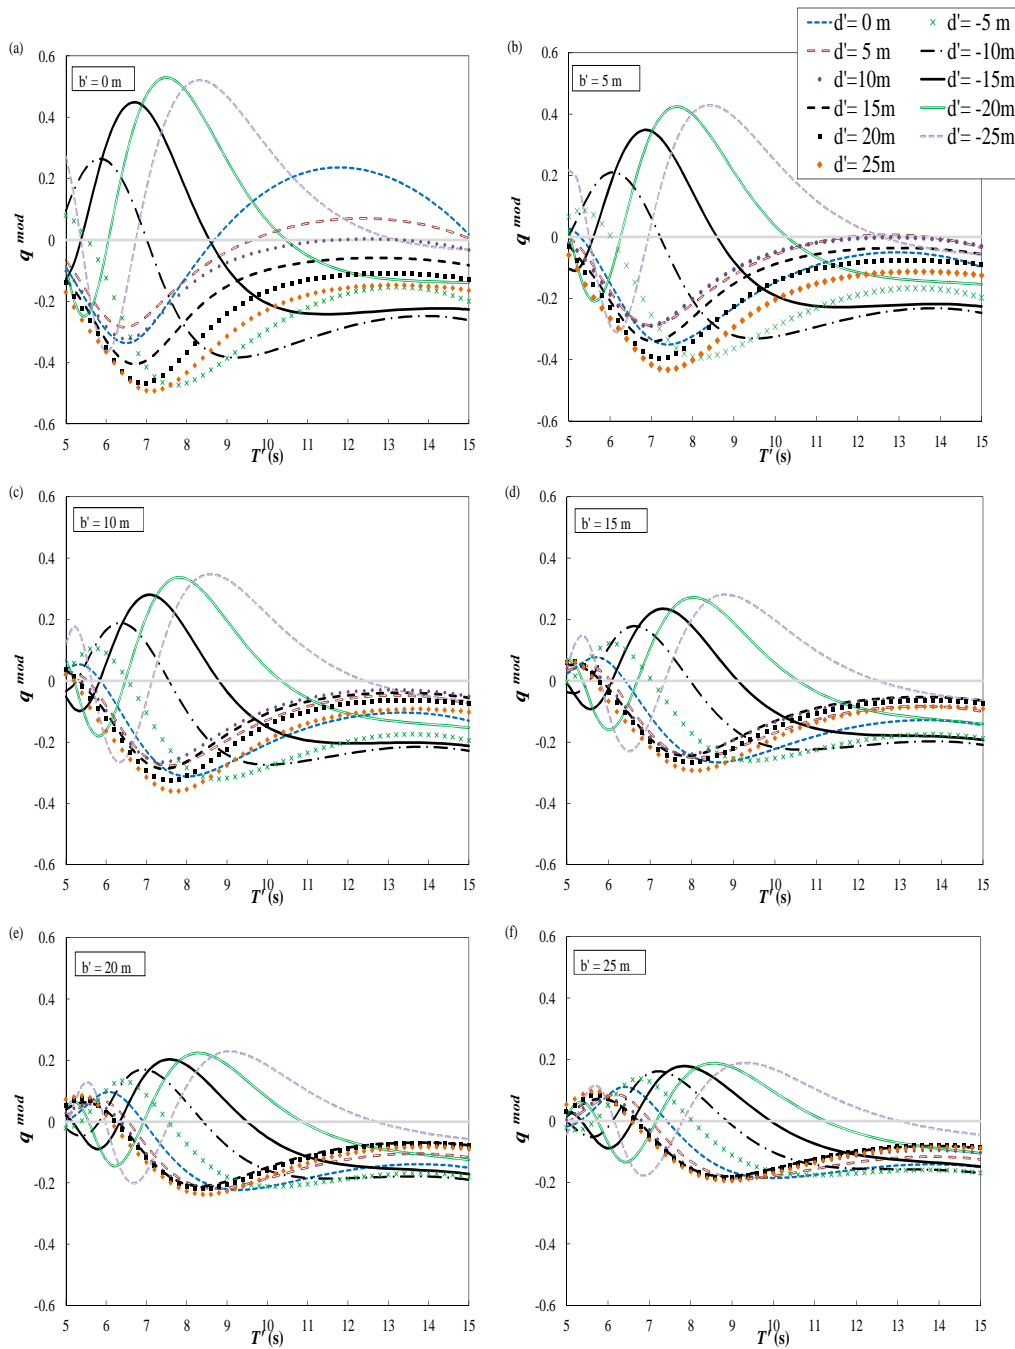 d'= 0 m
d'= -5 m
d'= 5 m
d'= -10m
d'=10m
d'= -15m
d'= 15m
d'= -20m
d'= 20m
d'= -25m
d'= 25m
(a)
b' = 0 m
0.6
0.4
0.2
0
-0.2
-0.4
-0.6
q mod
5 6 7 8 9 10 11 12 13 14 15
T' (s)
(b)
b' = 5 m
0.6
0.4
0.2
0
-0.2
-0.4
-0.6
q mod
5 6 7 8 9 10 11 12 13 14 15
T' (s)
(c)
b' = 10 m
0.6
0.4
0.2
0
-0.2
-0.4
-0.6
q mod
5 6 7 8 9 10 11 12 13 14 15
T' (s)
(d)
b' = 15 m
0.6
0.4
0.2
0
-0.2
-0.4
-0.6
q mod
5 6 7 8 9 10 11 12 13 14 15
T' (s)
(e)
b' = 20 m
0.6
0.4
0.2
0
-0.2
-0.4
-0.6
q mod
5 6 7 8 9 10 11 12 13 14 15
T' (s)
(f)
b' = 25 m
0.6
0.4
0.2
0
-0.2
-0.4
-0.6
q mod
5 6 7 8 9 10 11 12 13 14 15
T' (s)